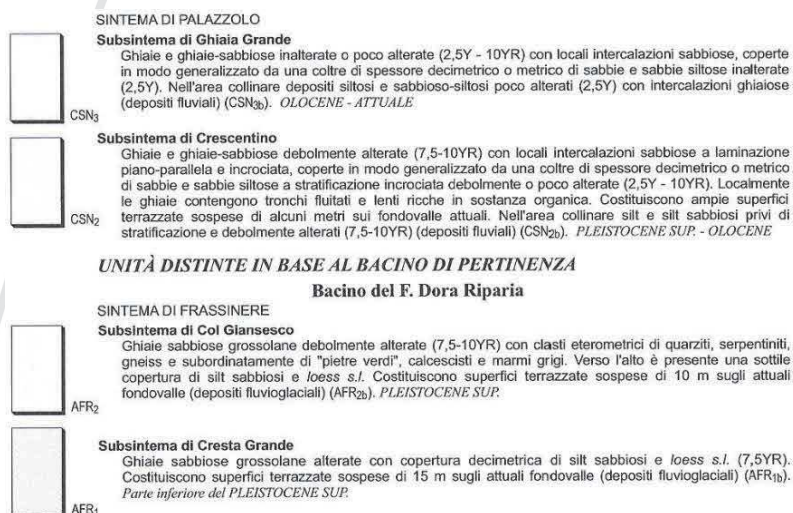 SINTEMA DI PALAZZOLO
Subsintema di Ghiaia Grande
Ghiaie e ghiaie-sabbiose inalterate o poco alterate (2,5Y - 10YR) con locali intercalazioni sabbiose, coperte
in modo generalizzato da una coltre di spessore decimetrico o metrico di sabbie e sabbie siltose inalterate
(2,5Y). Nell'area collinare depositi siltosi e sabbioso-siltosi poco alterati (2,5Y) con intercalazioni ghiaiose
(depositi fluviali) (CSN3b). OLOCENE - ATTUALE
CSN3
Subsintema di Crescentino
Ghiaie e ghiaie-sabbiose debolmente alterate (7,5-10YR) con locali intercalazioni sabbiose a laminazione
piano-parallela e incrociata, coperte in modo generalizzato da una coltre di spessore decimetrico o metrico
di sabbie e sabbie siltose a stratificazione incrociata debolmente o poco alterate (2,5Y - 10YR). Localmente
le ghiaie contengono tronchi fluitati e lenti ricche in sostanza organica. Costituiscono ampie superfici
terrazzate sospese di alcuni metri sui fondovalle attuali. Nell'area collinare silt e silt sabbiosi privi di
stratificazione e debolmente alterati (7,5-10YR) (depositi fluviali) (CSN2b). PLEISTOCENE SUP. - OLOCENE
CSN2
UNITÀ DISTINTE IN BASE AL BACINO DI PERTINENZA
Bacino del F. Dora Riparia
SINTEMA DI FRASSINERE
Subsintema di Col Giansesco
Ghiaie sabbiose grossolane debolmente alterate (7,5-10YR) con clasti eterometrici di quarziti, serpentiniti,
gneiss e subordinatamente di "pietre verdi", calcescisti e marmi grigi. Verso l'alto è presente una sottile
copertura di silt sabbiosi e loess s.l. Costituiscono superfici terrazzate sospese di 10 m sugli attuali
fondovalle (depositi fluvioglaciali) (AFR2b). PLEISTOCENE SUP.
AFR2
Subsintema di Cresta Grande
Ghiaie sabbiose grossolane alterate con copertura decimetrica di silt sabbiosi e loess s.l. (7,5YR).
Costituiscono superfici terrazzate sospese di 15 m sugli attuali fondovalle (depositi fluvioglaciali) (AFR1b).
Parte inferiore del PLEISTOCENE SUP.
AFR1